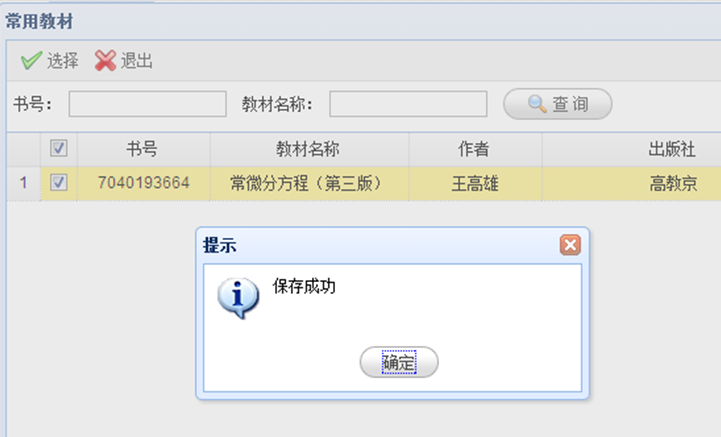 常用教材
选择 退出
书号： 教材名称： 查询
书号 教材名称 作者 出版社
1 7040193664 常微分方程（第三版） 王高雄 高教京
提示
保存成功
确定